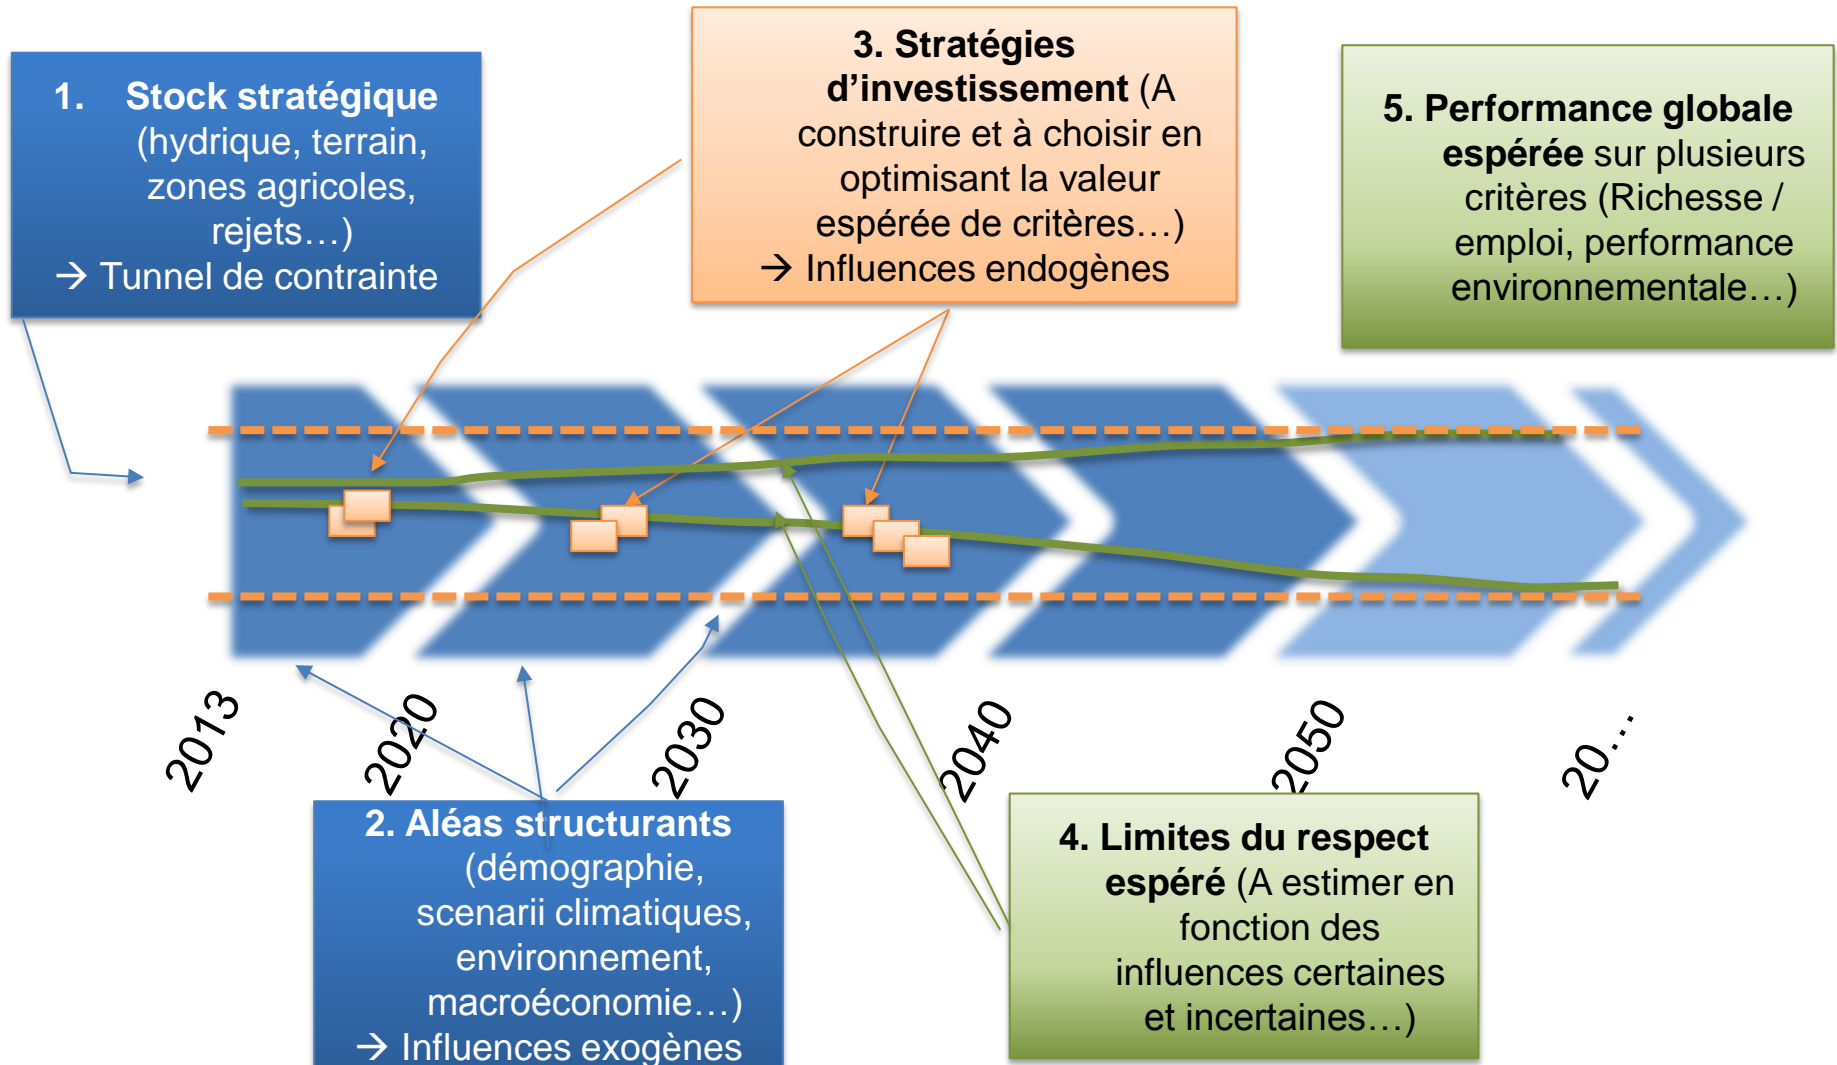 1. Stock stratégique
(hydrique, terrain,
zones agricoles,
rejets…)
→ Tunnel de contrainte
3. Stratégies
d’investissement (A
construire et à choisir en
optimisant la valeur
espérée de critères…)
→ Influences endogènes
5. Performance globale
espérée sur plusieurs
critères (Richesse /
emploi, performance
environnementale…)
2013
2020
2030
2040
2050
20…
2. Aléas structurants
(démographie,
scenarii climatiques,
environnement,
macroéconomie…)
→ Influences exogènes
4. Limites du respect
espéré (A estimer en
fonction des
influences certaines
et incertaines…)